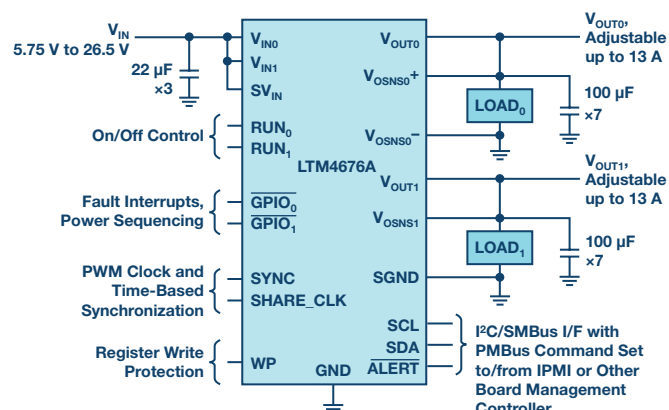 VIN
5.75 V to 26.5 V
22 µF
×3
On/Off Control
Fault Interrupts,
Power Sequencing
PWM Clock and
Time-Based
Synchronization
Register Write
Protection
VIN0
VIN1
SVIN
RUN0
RUN1
LTM4676A
GPIO0
GPIO1
SYNC
SHARE_CLK
WP
GND
VOUT0
VOSNS0+
VOSNS0–
VOUT1
VOSNS1
SGND
SCL
SDA
ALERT
LOAD0
100 µF
×7
VOUT0,
Adjustable
up to 13 A
LOAD1
100 µF
×7
VOUT1,
Adjustable
up to 13 A
I²C/SMBus I/F with
PMBus Command Set
to/from IPMI or Other
Board Management
Controller